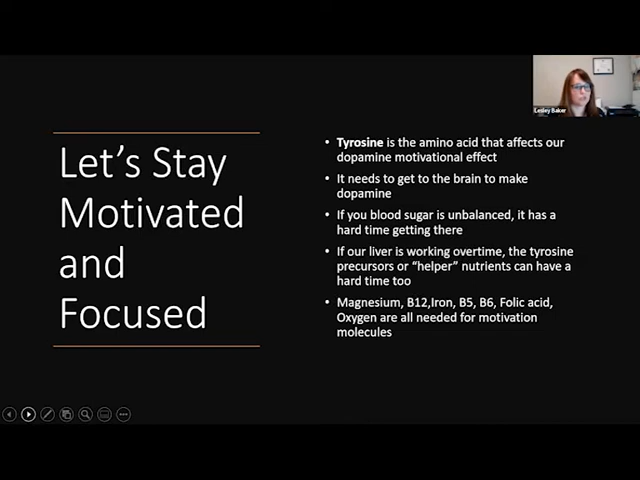 Lesley Baker
Let's Stay
Motivated
and
Focused
• Tyrosine is the amino acid that affects our
dopamine motivational effect
• It needs to get to the brain to make
dopamine
• If you blood sugar is unbalanced, it has a
hard time getting there
• If our liver is working overtime, the tyrosine
precursors or “helper” nutrients can have a
hard time too
• Magnesium, B12,Iron, B5, B6, Folic acid,
Oxygen are all needed for motivation
molecules